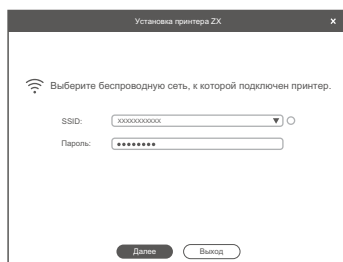 Установка принтера ZX
x
Выберите беспроводную сеть, к которой подключен принтер.
SSID: xxxxxxxxxxx
Пароль: ●●●●●●●●
Далее Выход